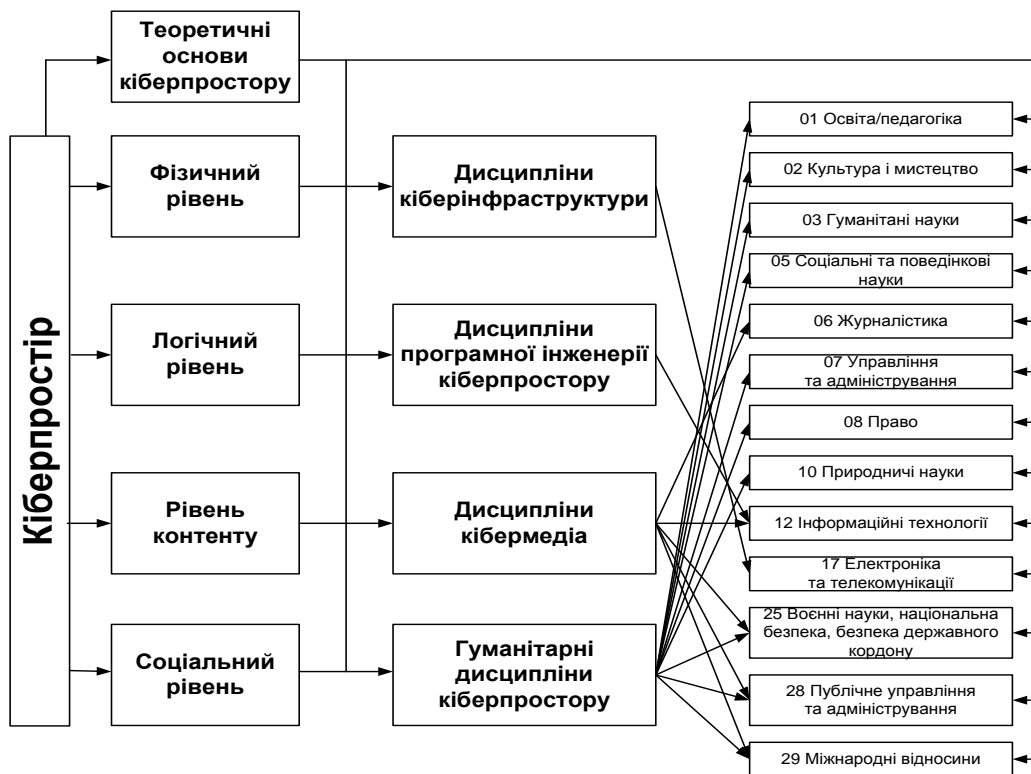 Кіберпростір
Теоретичні
основи
кіберпростору
Фізичний
рівень
Логічний
рівень
Рівень
контенту
Соціальний
рівень
Дисципліни
кіберінфраструктури
Дисципліни
програмної інженерії
кіберпростору
Дисципліни
кібермедіа
Гуманітарні
дисципліни
кіберпростору
01 Освіта/педагогіка
02 Культура і мистецтво
03 Гуманітані науки
05 Соціальні та поведінкові
науки
06 Журналістика
07 Управління
та адміністрування
08 Право
10 Природничі науки
12 Інформаційні технології
17 Електроніка
та телекомунікації
25 Воєнні науки, національна
безпека, безпека державного
кордону
28 Публічне управління
та адміністрування
29 Міжнародні відносини